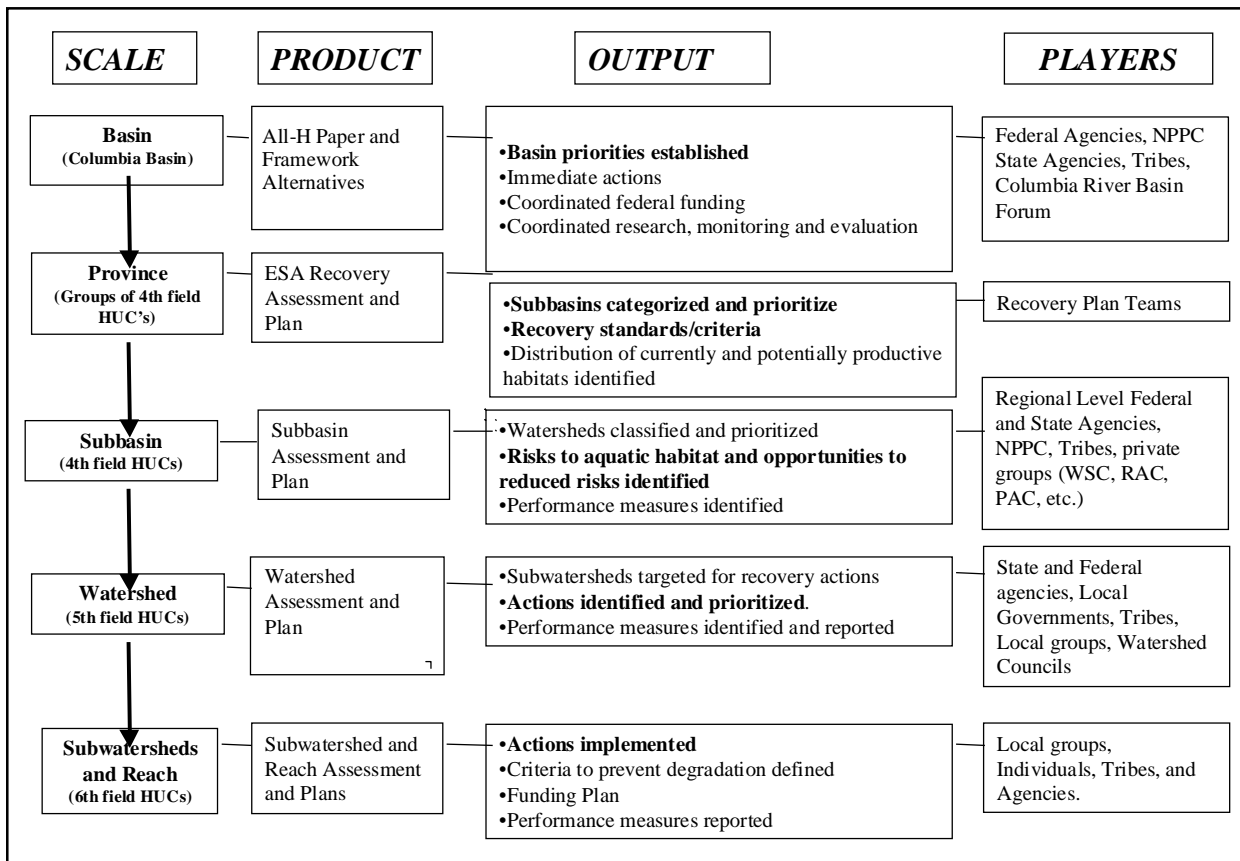 SCALE
PRODUCT
OUTPUT
PLAYERS
Basin
(Columbia Basin)
All-H Paper and
Framework
Alternatives
•Basin priorities established
•Immediate actions
•Coordinated federal funding
•Coordinated research, monitoring and evaluation
Federal Agencies, NPPC
State Agencies, Tribes,
Columbia River Basin
Forum
Province
(Groups of 4th field
HUC's)
ESA Recovery
Assessment and
Plan
•Subbasins categorized and prioritize
•Recovery standards/criteria
•Distribution of currently and potentially productive
habitats identified
Recovery Plan Teams
Subbasin
(4th field HUCs)
Subbasin
Assessment and
Plan
•Watersheds classified and prioritized
•Risks to aquatic habitat and opportunities to
reduced risks identified
•Performance measures identified
Regional Level Federal
and State Agencies,
NPPC, Tribes, private
groups (WSC, RAC,
PAC, etc.)
Watershed
(5th field HUCs)
Watershed
Assessment and
Plan
•Subwatersheds targeted for recovery actions
•Actions identified and prioritized.
•Performance measures identified and reported
State and Federal
agencies, Local
Governments, Tribes,
Local groups, Watershed
Councils
Subwatersheds
and Reach
(6th field HUCs)
Subwatershed and
Reach Assessment
and Plans
•Actions implemented
•Criteria to prevent degradation defined
•Funding Plan
•Performance measures reported
Local groups,
Individuals, Tribes, and
Agencies.